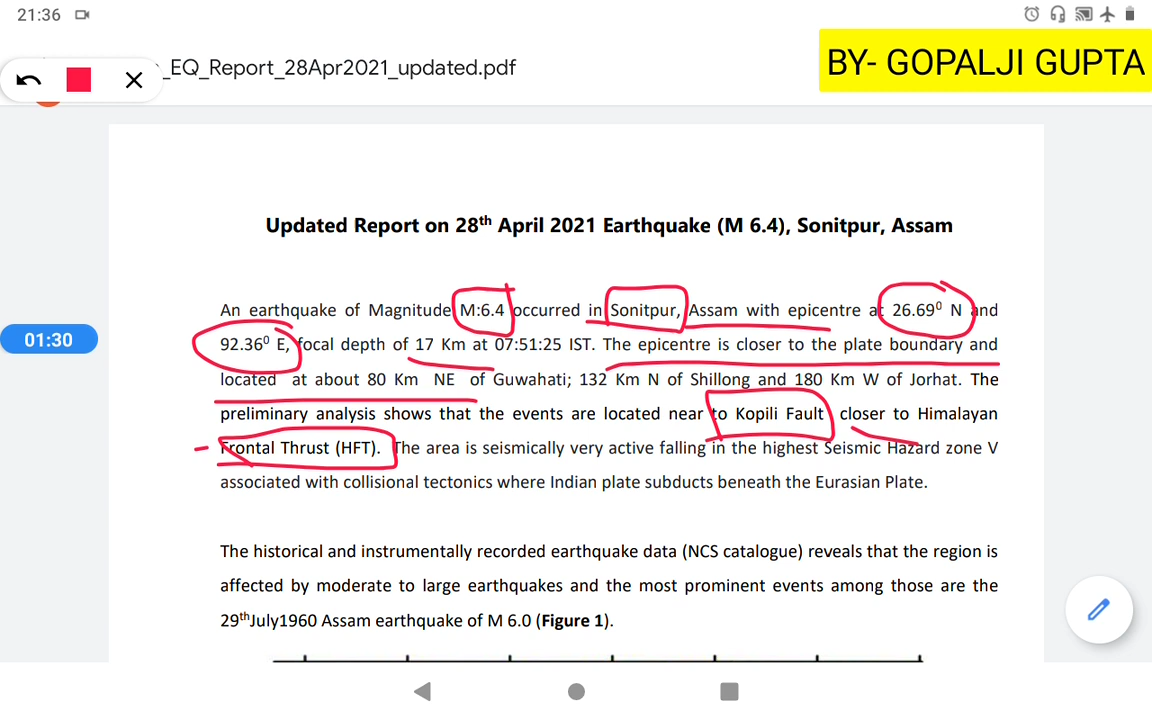 21:36
_EQ_Report_28Apr2021_updated.pdf
BY- GOPALJI GUPTA
Updated Report on 28th April 2021 Earthquake (M 6.4), Sonitpur, Assam
An earthquake of Magnitude M:6.4 occurred in Sonitpur, Assam with epicentre at 26.69⁰ N and
01:30
92.36⁰ E, focal depth of 17 Km at 07:51:25 IST. The epicentre is closer to the plate boundary and
located at about 80 Km NE of Guwahati; 132 Km N of Shillong and 180 Km W of Jorhat. The
preliminary analysis shows that the events are located near to Kopili Fault closer to Himalayan
Frontal Thrust (HFT). The area is seismically very active falling in the highest Seismic Hazard zone V
associated with collisional tectonics where Indian plate subducts beneath the Eurasian Plate.
The historical and instrumentally recorded earthquake data (NCS catalogue) reveals that the region is
affected by moderate to large earthquakes and the most prominent events among those are the
29thJuly1960 Assam earthquake of M 6.0 (Figure 1).